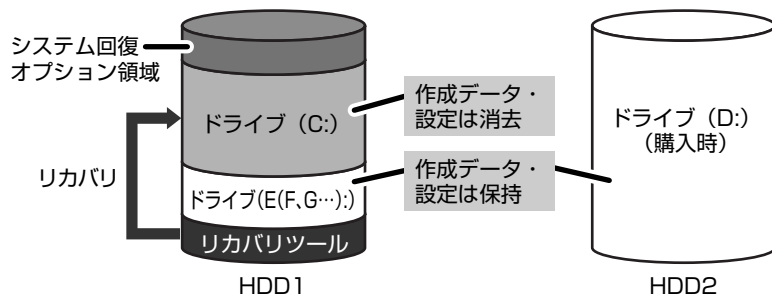 システム回復
オプション領域
ドライブ（C:）
作成データ・
設定は消去
ドライブ（D:）
（購入時）
リカバリ
作成データ・
設定は保持
ドライブ(E(F、G…):)
リカバリツール
HDD1
HDD2